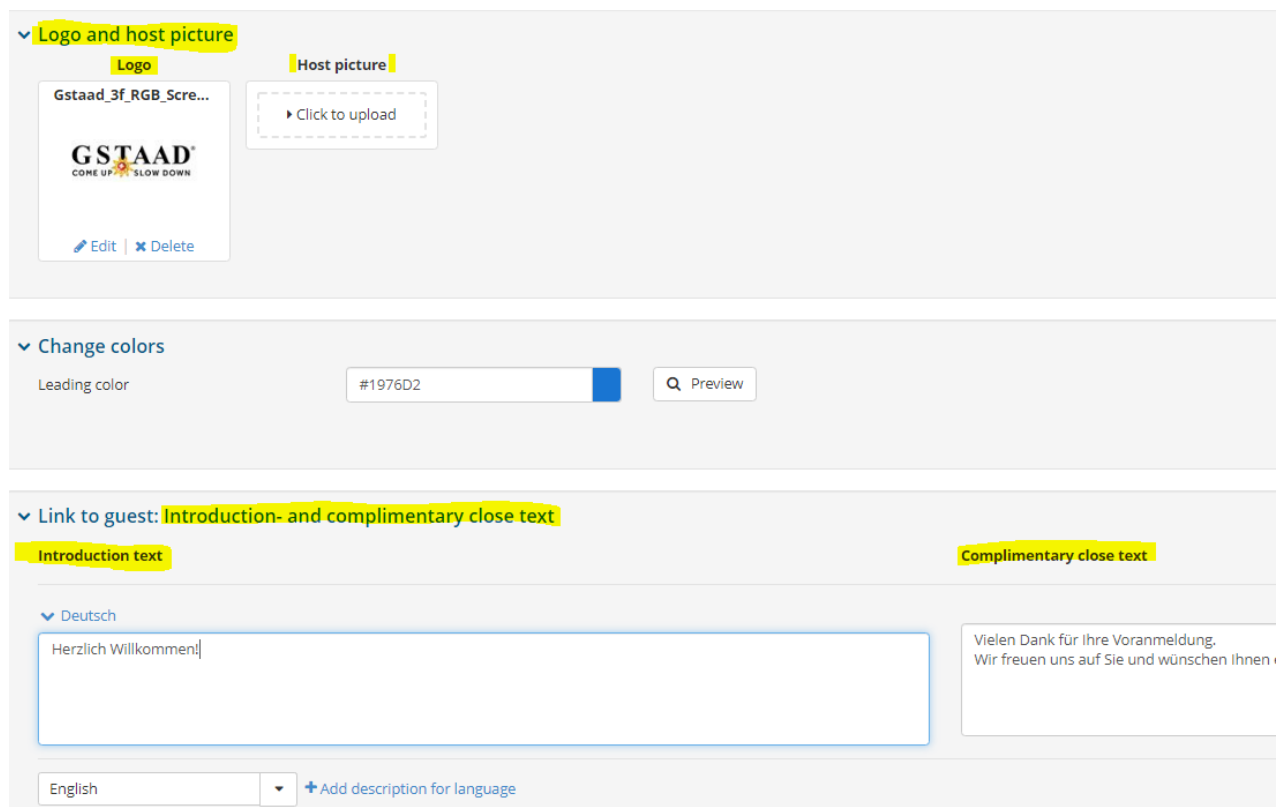 Logo and host picture
Logo
Host picture
Gstaad_3f_RGB_Scre...
Click to upload
GSTAAD®
COME UP SLOW DOWN
Edit | Delete
Change colors
Leading color
#1976D2
Preview
Link to guest: Introduction- and complimentary close text
Introduction text
Complimentary close text
Deutsch
Herzlich Willkommen!
Vielen Dank für Ihre Voranmeldung.
Wir freuen uns auf Sie und wünschen Ihnen
English
Add description for language